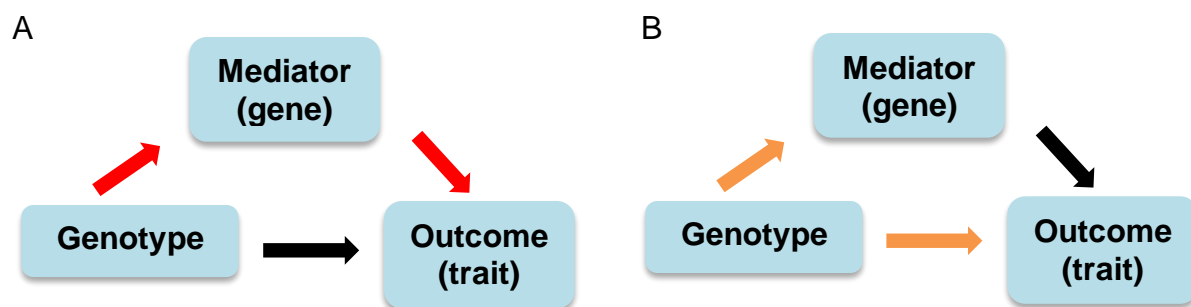 A
Mediator
(gene)
Genotype
Outcome
(trait)
B
Mediator
(gene)
Genotype
Outcome
(trait)